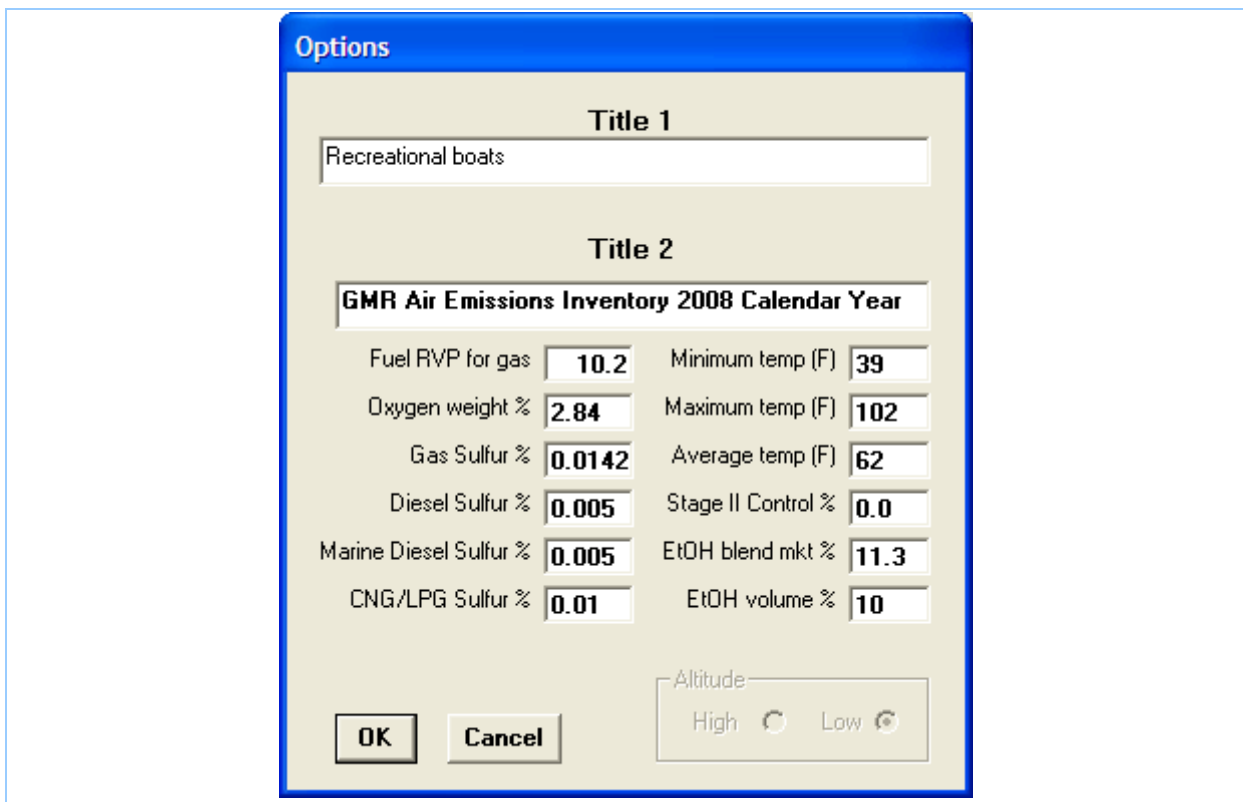 Options
Title 1
Recreational boats
Title 2
GMR Air Emissions Inventory 2008 Calendar Year
Fuel RVP for gas 10.2 Minimum temp (F) 39
Oxygen weight % 2.84 Maximum temp (F) 102
Gas Sulfur % 0.0142 Average temp (F) 62
Diesel Sulfur % 0.005 Stage II Control % 0.0
Marine Diesel Sulfur % 0.005 EtOH blend mkt % 11.3
CNG/LPG Sulfur % 0.01 EtOH volume % 10
Altitude
High Low
OK Cancel